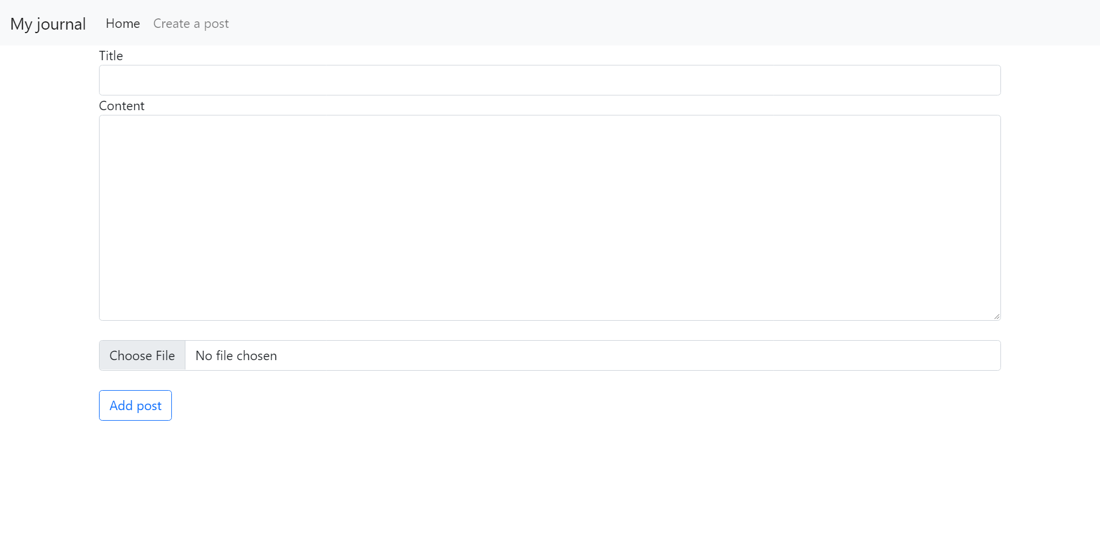 My journal Home Create a post
Title
Content
Choose File No file chosen
Add post